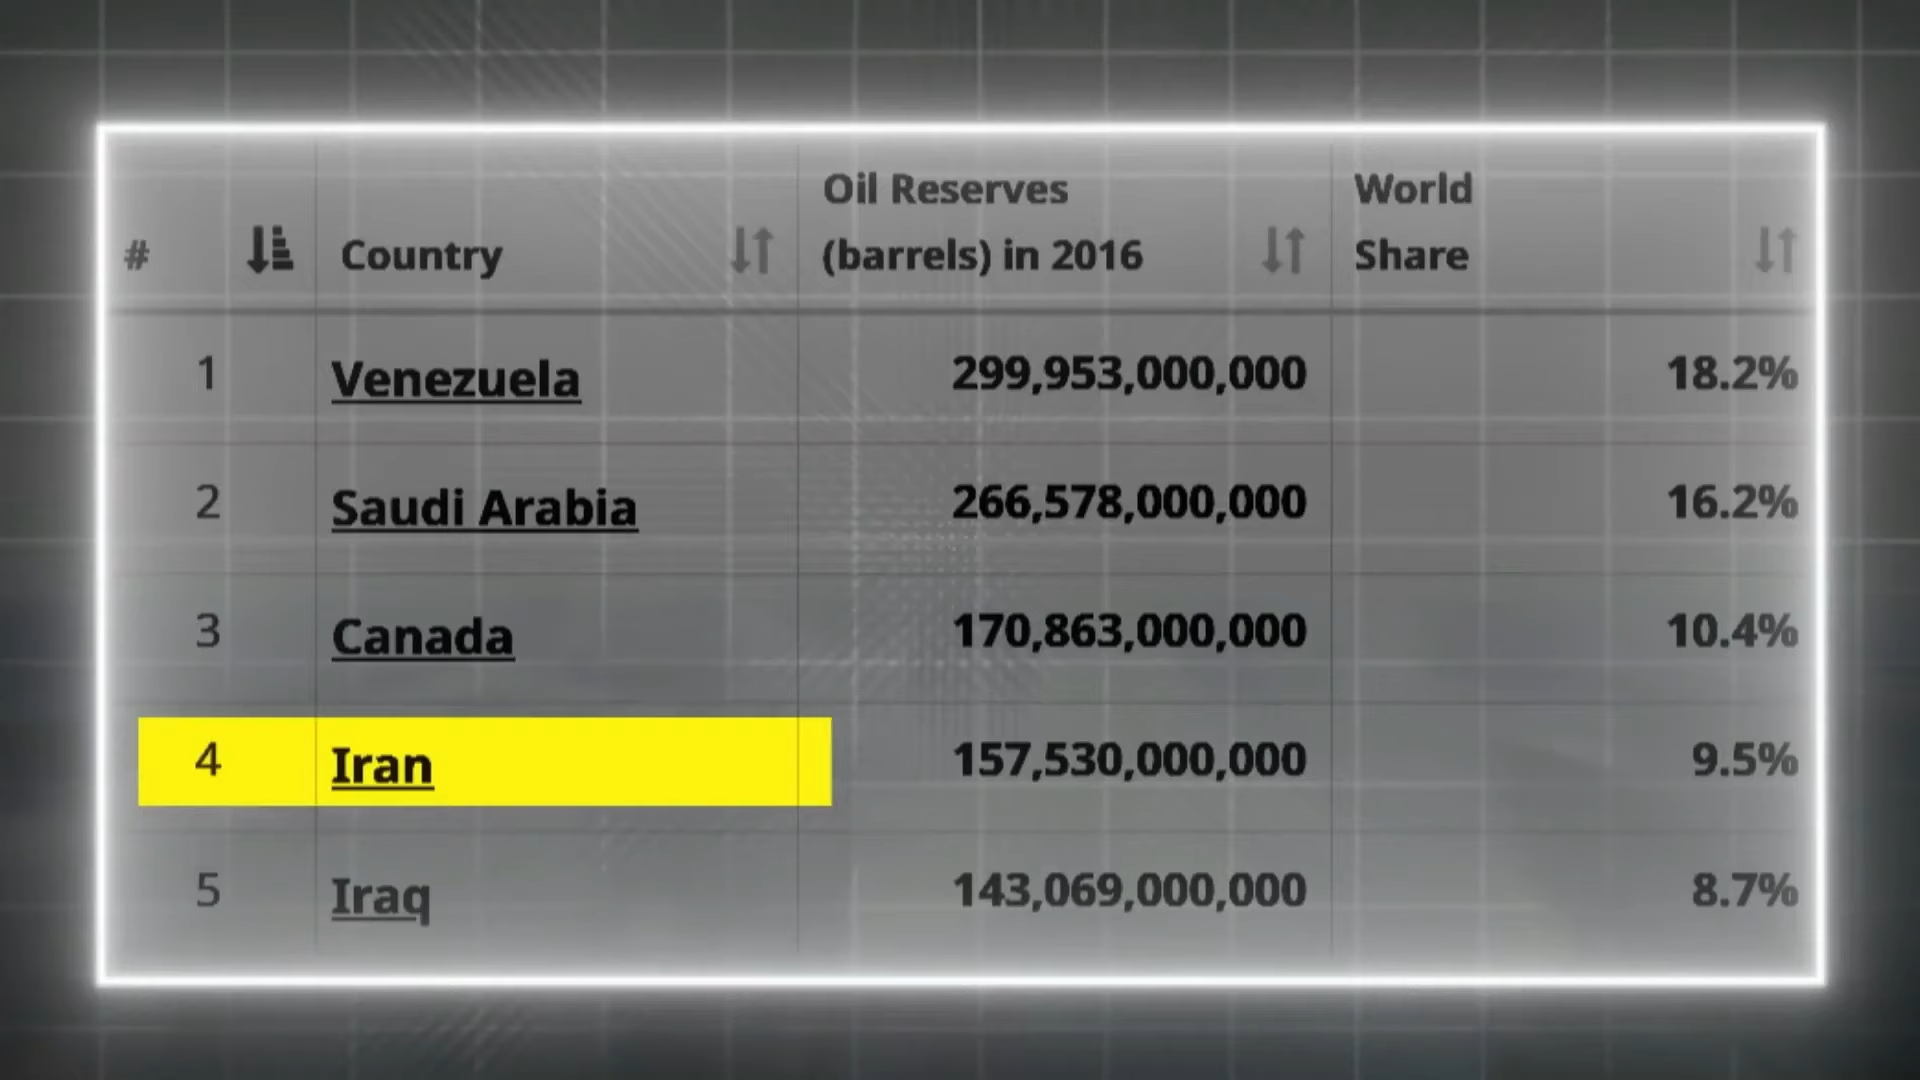 # Country Oil Reserves (barrels) in 2016 World Share
1 Venezuela 299,953,000,000 18.2%
2 Saudi Arabia 266,578,000,000 16.2%
3 Canada 170,863,000,000 10.4%
4 Iran 157,530,000,000 9.5%
5 Iraq 143,069,000,000 8.7%